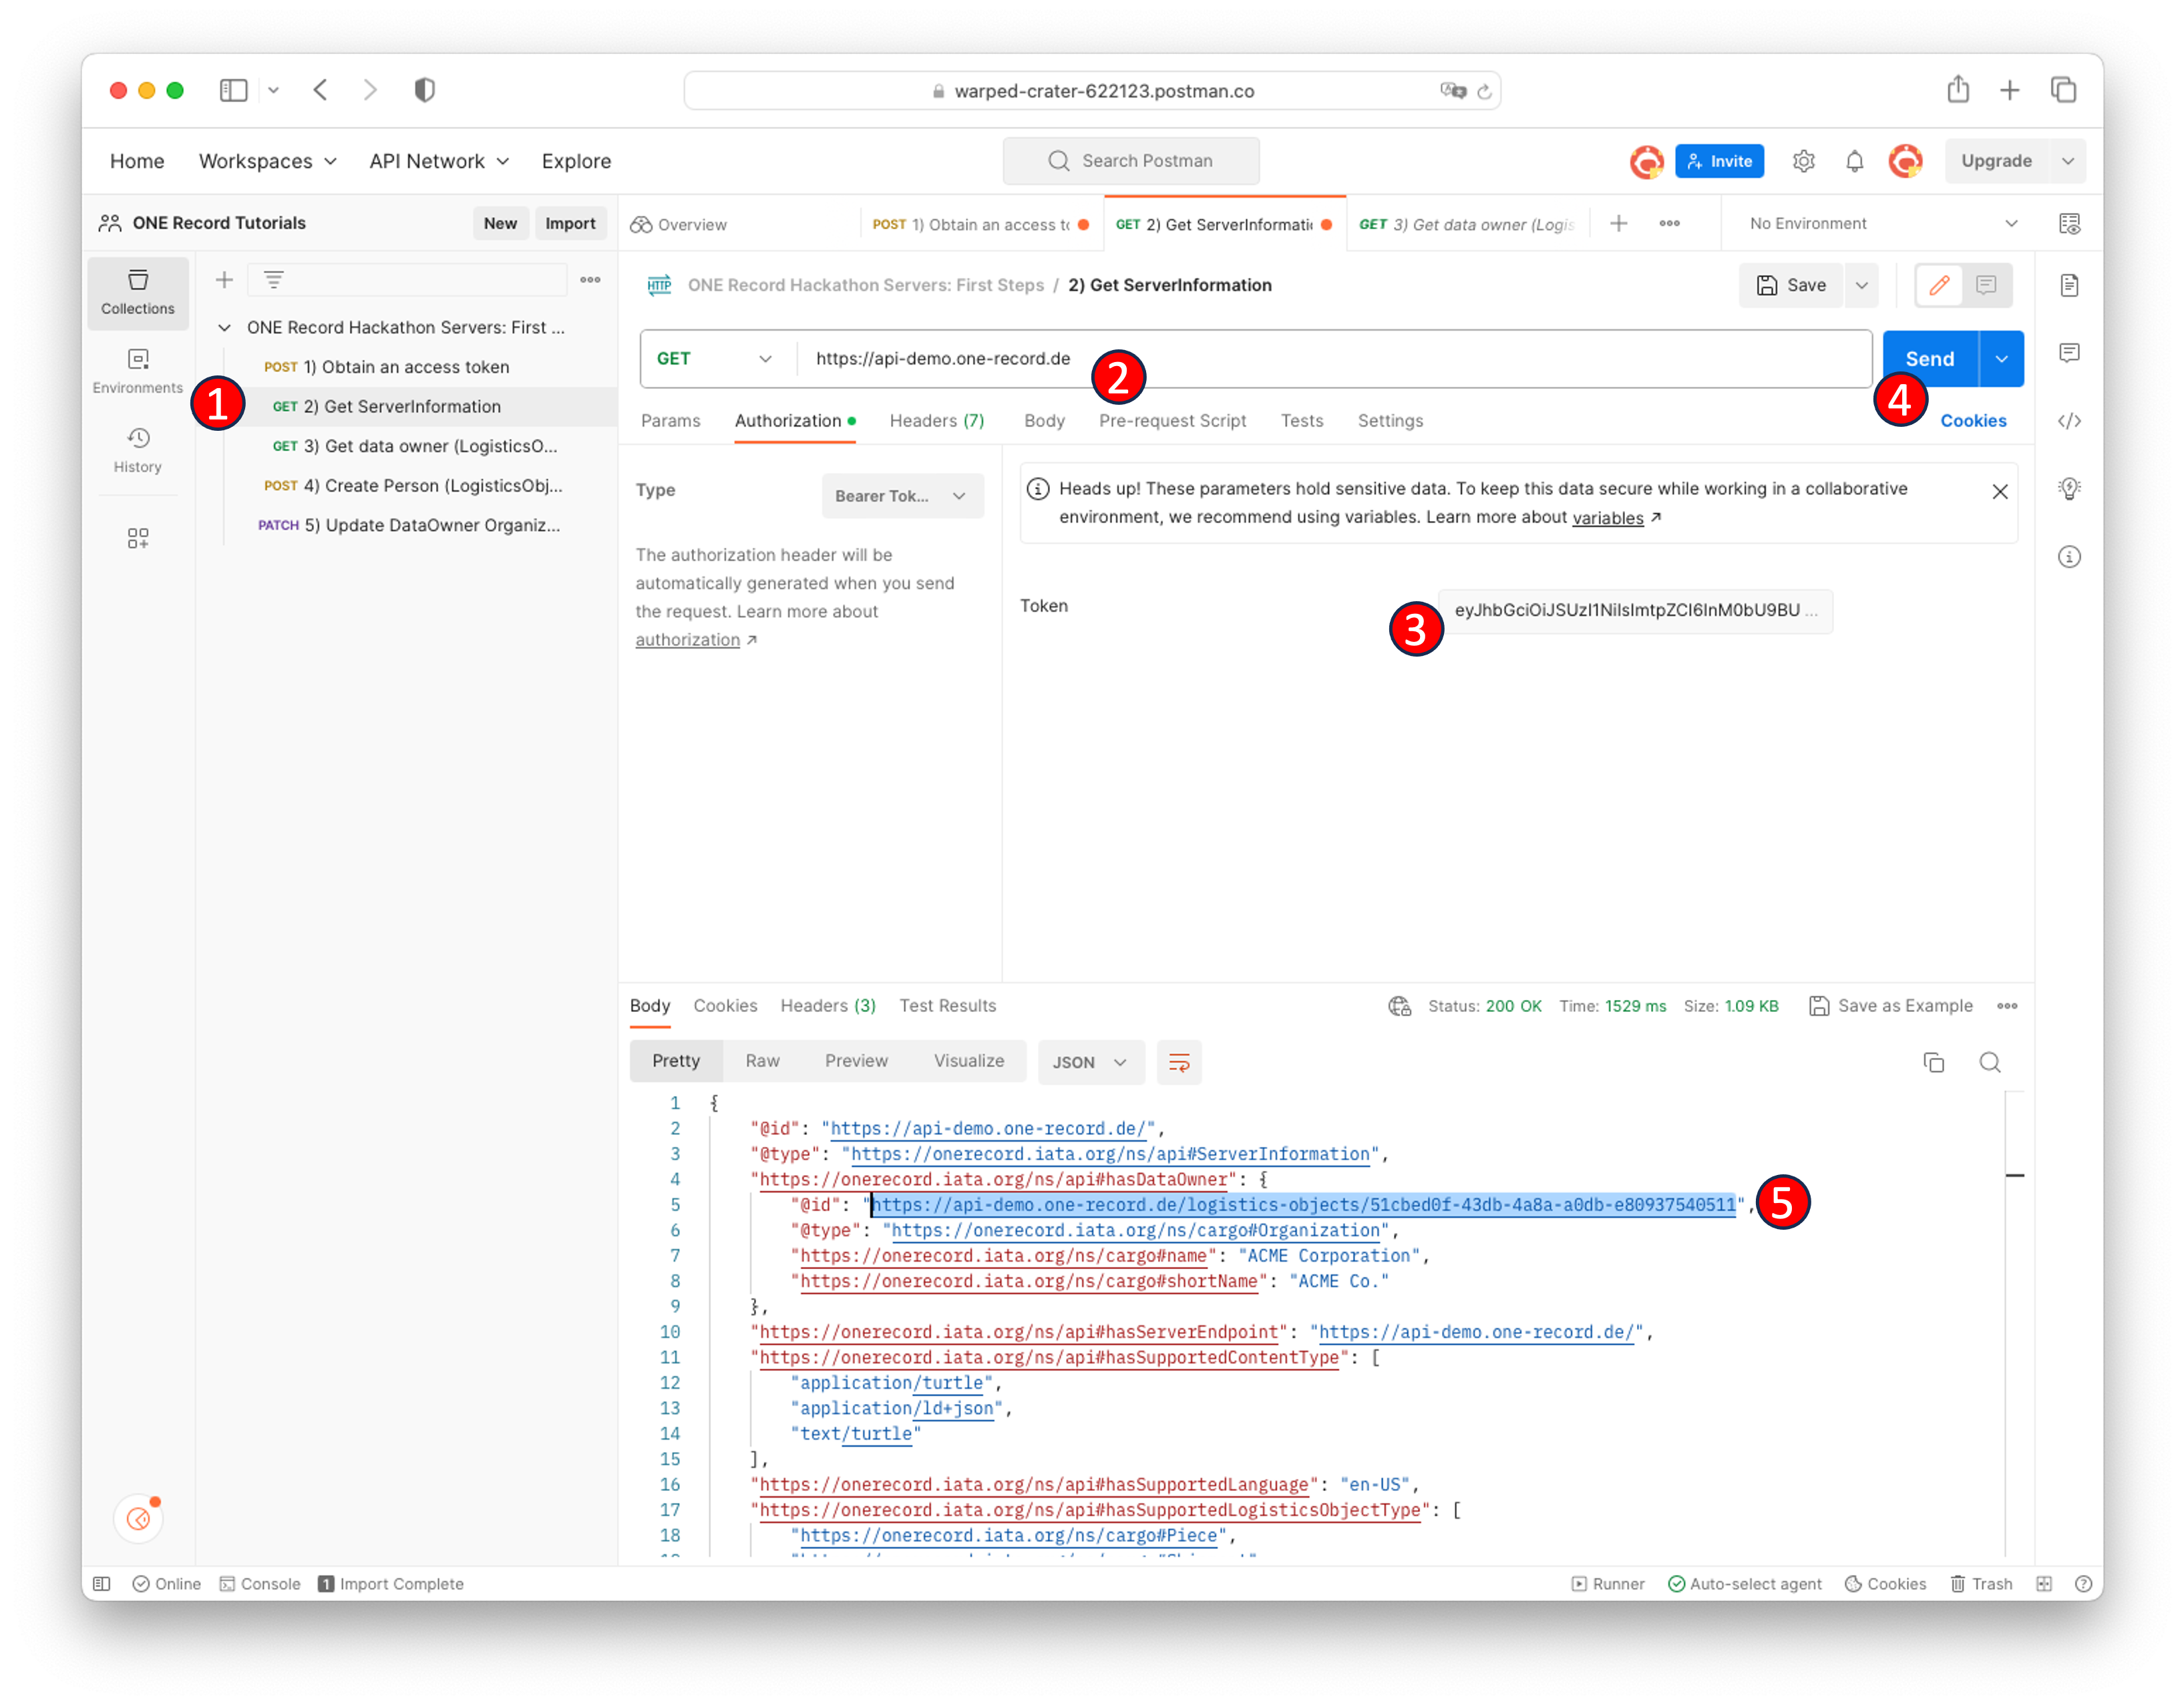 warped-crater-622123.postman.co
Home Workspaces API Network Explore
Search Postman
Invite
Upgrade
ONE Record Tutorials
New Import
Overview
POST 1) Obtain an access to
GET 2) Get ServerInformati
GET 3) Get data owner (Logis
No Environment
Collections
Environments
History
ONE Record Hackathon Servers: First ...
POST 1) Obtain an access token
1
GET 2) Get ServerInformation
GET 3) Get data owner (LogisticsO...
POST 4) Create Person (LogisticsObj...
PATCH 5) Update DataOwner Organiz...
HTTP ONE Record Hackathon Servers: First Steps / 2) Get ServerInformation
Save
GET https://api-demo.one-record.de
2
Send
4
Params Authorization Headers (7) Body Pre-request Script Tests Settings
Cookies
Type Bearer Tok...
The authorization header will be
automatically generated when you send
the request. Learn more about
authorization ↗
Heads up! These parameters hold sensitive data. To keep this data secure while working in a collaborative
environment, we recommend using variables. Learn more about variables ↗
Token
3
eyJhbGciOiJSUzI1NiIsImtpZCI6InM0bU9BU ...
Body Cookies Headers (3) Test Results
Status: 200 OK Time: 1529 ms Size: 1.09 KB Save as Example
Pretty Raw Preview Visualize JSON
1 {
2 "@id": "https://api-demo.one-record.de/",
3 "@type": "https://onerecord.iata.org/ns/api#ServerInformation",
4 "https://onerecord.iata.org/ns/api#hasDataOwner": {
5 "@id": "https://api-demo.one-record.de/logistics-objects/51cbed0f-43db-4a8a-a0db-e80937540511",
5
6 "@type": "https://onerecord.iata.org/ns/cargo#Organization",
7 "https://onerecord.iata.org/ns/cargo#name": "ACME Corporation",
8 "https://onerecord.iata.org/ns/cargo#shortName": "ACME Co."
9 },
10 "https://onerecord.iata.org/ns/api#hasServerEndpoint": "https://api-demo.one-record.de/",
11 "https://onerecord.iata.org/ns/api#hasSupportedContentType": [
12 "application/turtle",
13 "application/ld+json",
14 "text/turtle"
15 ],
16 "https://onerecord.iata.org/ns/api#hasSupportedLanguage": "en-US",
17 "https://onerecord.iata.org/ns/api#hasSupportedLogisticsObjectType": [
18 "https://onerecord.iata.org/ns/cargo#Piece",
Online Console 1 Import Complete
Runner Auto-select agent Cookies Trash